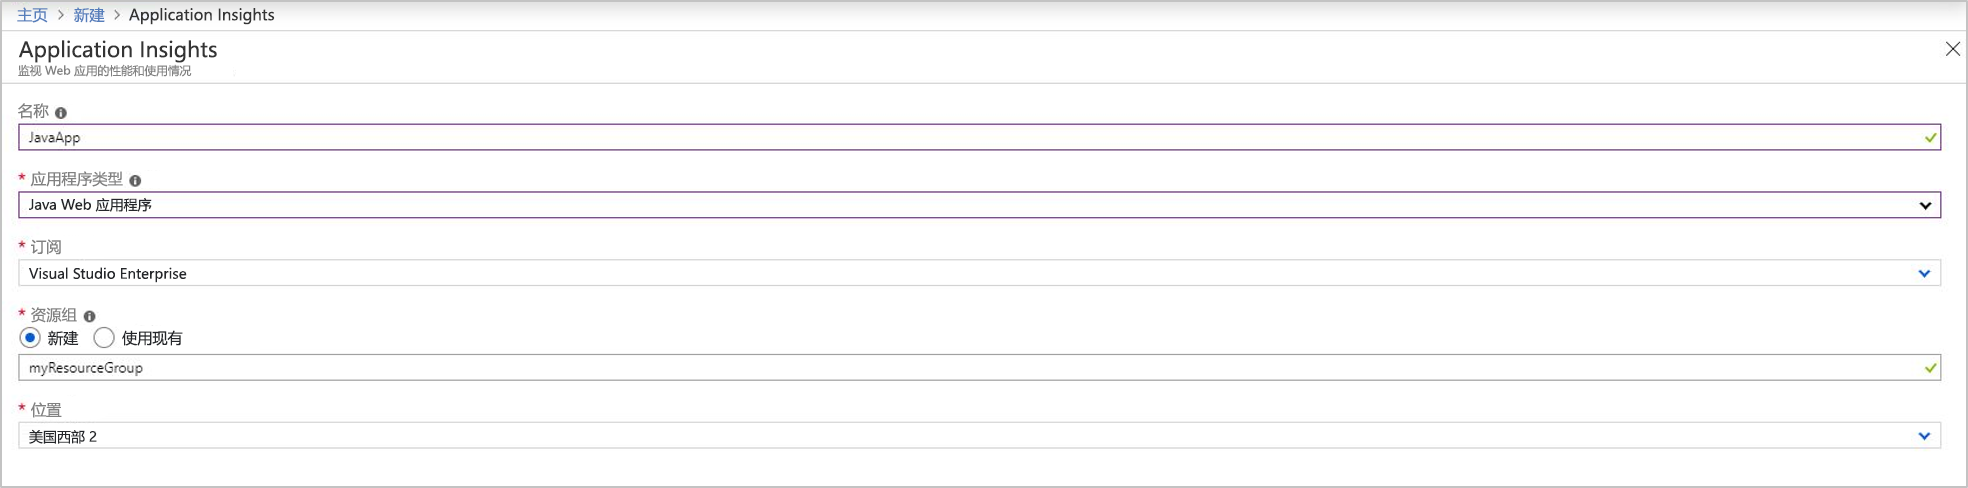 主页 > 新建 > Application Insights
Application Insights
监视 Web 应用的性能和使用情况
名称
JavaApp
* 应用程序类型
Java Web 应用程序
* 订阅
Visual Studio Enterprise
* 资源组
新建 使用现有
myResourceGroup
* 位置
美国西部 2